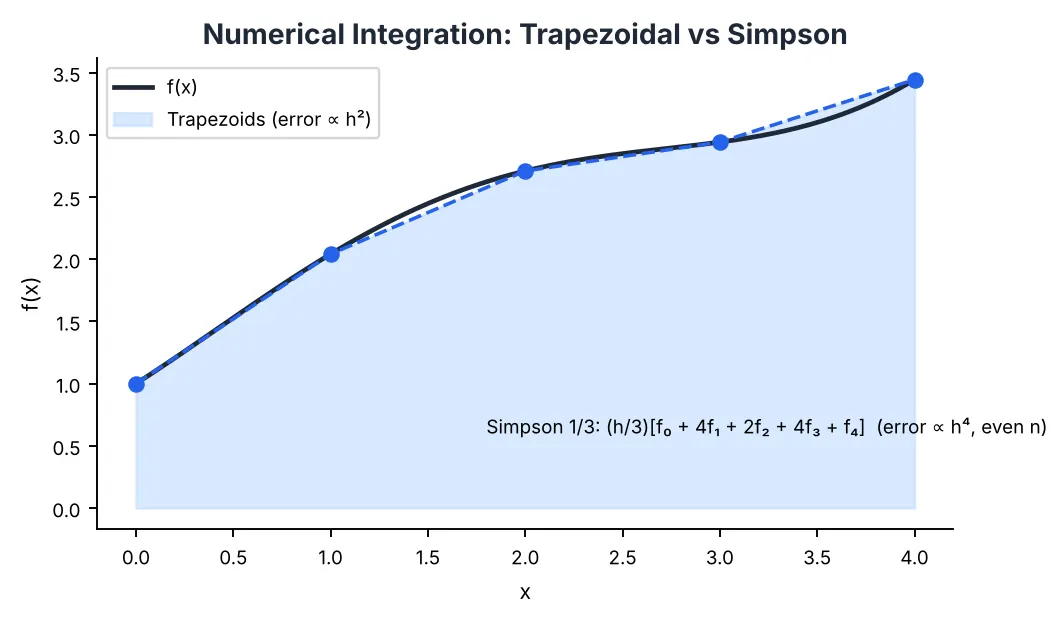 Numerical Integration: Trapezoidal vs Simpson
f(x)
Trapezoids (error ∝ h²)
3.5
3.0
2.5
2.0
1.5
1.0
0.5
0.0
f(x)
Simpson 1/3: (h/3)[f₀ + 4f₁ + 2f₂ + 4f₃ + f₄]  (error ∝ h⁴, even n)
0.0 0.5 1.0 1.5 2.0 2.5 3.0 3.5 4.0
x